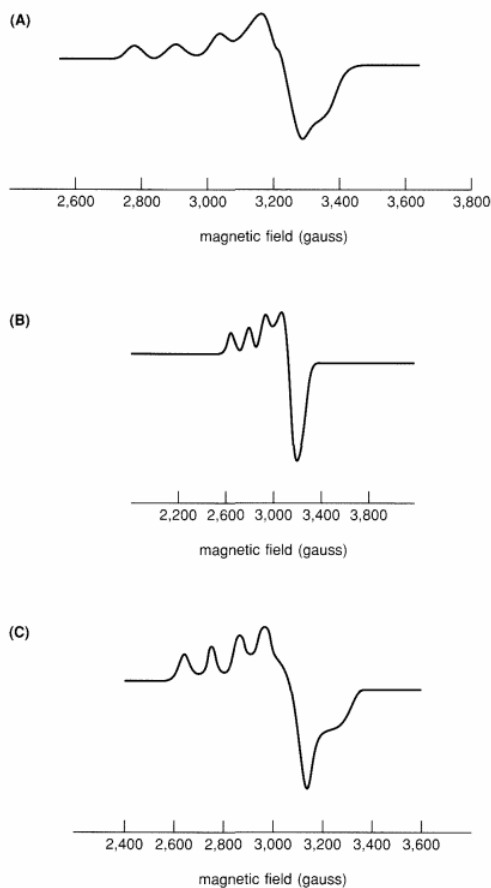 (A)
2,600 2,800 3,000 3,200 3,400 3,600 3,800
magnetic field (gauss)
(B)
2,200 2,600 3,000 3,400 3,800
magnetic field (gauss)
(C)
2,400 2,600 2,800 3,000 3,200 3,400 3,600
magnetic field (gauss)